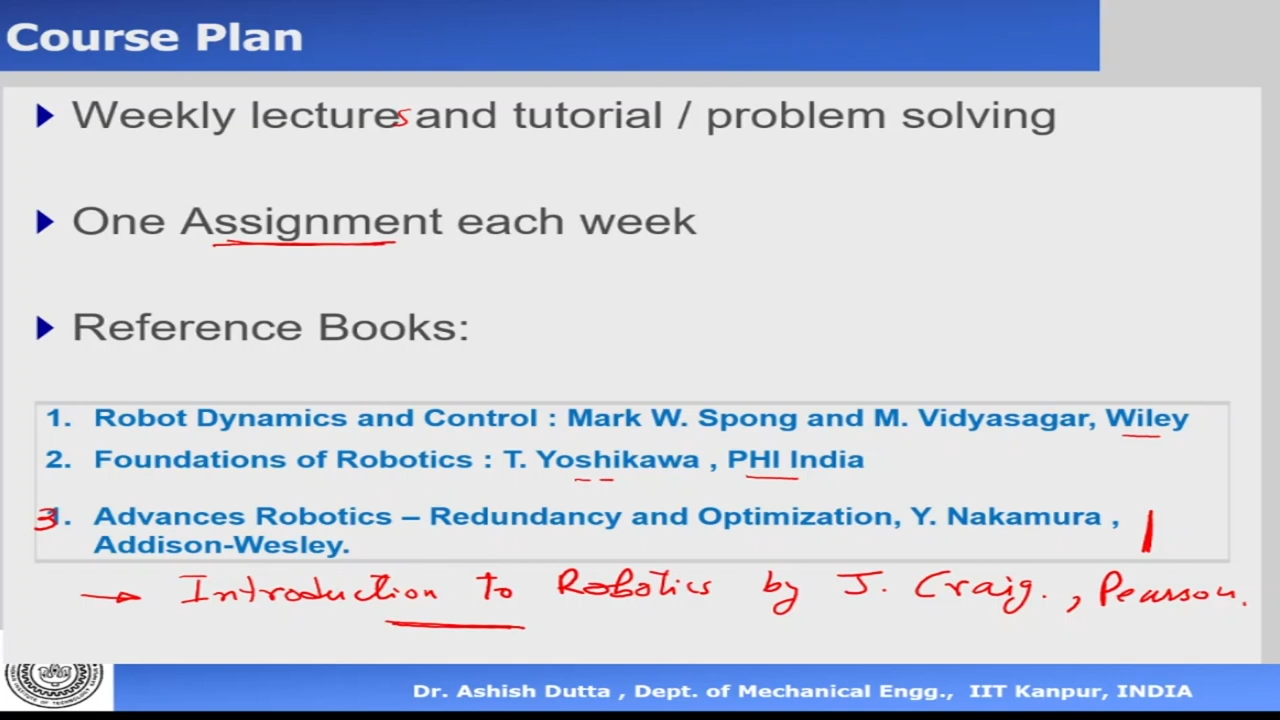 Course Plan
Weekly lectures and tutorial / problem solving
One Assignment each week
Reference Books:
1. Robot Dynamics and Control : Mark W. Spong and M. Vidyasagar, Wiley
2. Foundations of Robotics : T. Yoshikawa , PHI India
3. Advances Robotics – Redundancy and Optimization, Y. Nakamura ,
Addison-Wesley.
→ Introduction to Robotics by J. Craig. , Pearson.
Dr. Ashish Dutta , Dept. of Mechanical Engg., IIT Kanpur, INDIA